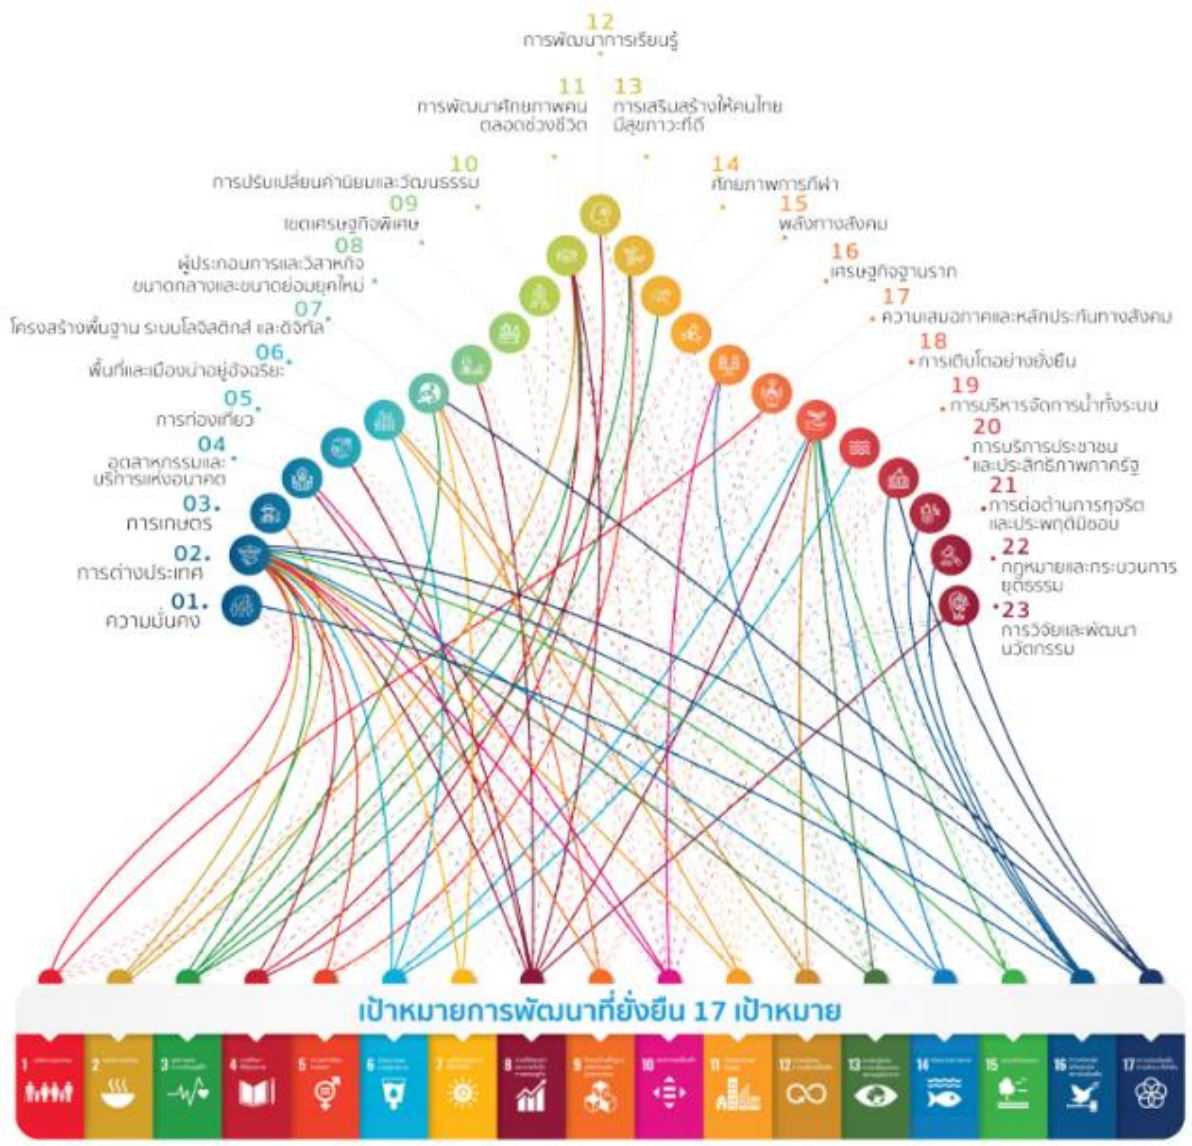 12
การพัฒนาการเรียนรู้
11
การพัฒนาศักยภาพคน
ตลอดช่วงชีวิต
13
การเสริมสร้างให้คนไทย
มีสุขภาวะที่ดี
10
การปรับเปลี่ยนค่านิยมและวัฒนธรรม
14
ศักยภาพการกีฬา
09
เขตเศรษฐกิจพิเศษ
15
พลังทางสังคม
08
ผู้ประกอบการและวิสาหกิจ
ขนาดกลางและขนาดย่อมยุคใหม่
16
เศรษฐกิจฐานราก
07
โครงสร้างพื้นฐาน ระบบโลจิสติกส์ และดิจิทัล
17
ความเสมอภาคและหลักประกันทางสังคม
06
พื้นที่และเมืองน่าอยู่อัจฉริยะ
18
การเติบโตอย่างยั่งยืน
05
การท่องเที่ยว
19
การบริหารจัดการน้ำทั้งระบบ
04
อุตสาหกรรมและ
บริการแห่งอนาคต
20
การบริการประชาชน
และประสิทธิภาพภาครัฐ
03
การเกษตร
21
การต่อต้านการทุจริต
และประพฤติมิชอบ
02
การต่างประเทศ
22
กฎหมายและกระบวนการ
ยุติธรรม
01
ความมั่นคง
23
การวิจัยและพัฒนา
นวัตกรรม
เป้าหมายการพัฒนาที่ยั่งยืน 17 เป้าหมาย
1 2 3 4 5 6 7 8 9 10 11 12 13 14 15 16 17